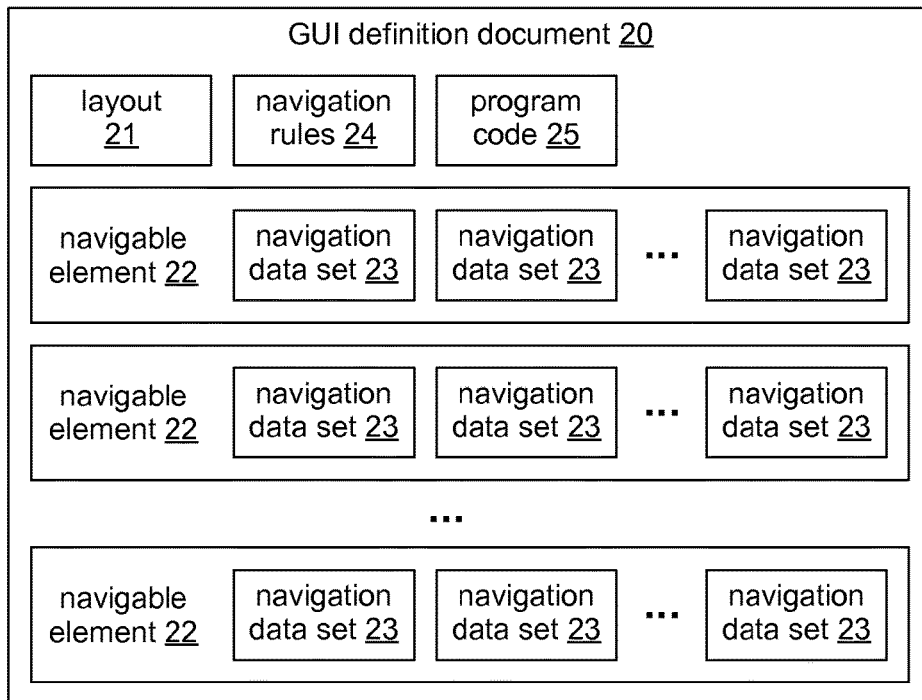 GUI definition document 20
layout
21
navigation
rules 24
program
code 25
navigable
element 22
navigation
data set 23
navigation
data set 23
...
navigation
data set 23
navigable
element 22
navigation
data set 23
navigation
data set 23
...
navigation
data set 23
...
navigable
element 22
navigation
data set 23
navigation
data set 23
...
navigation
data set 23